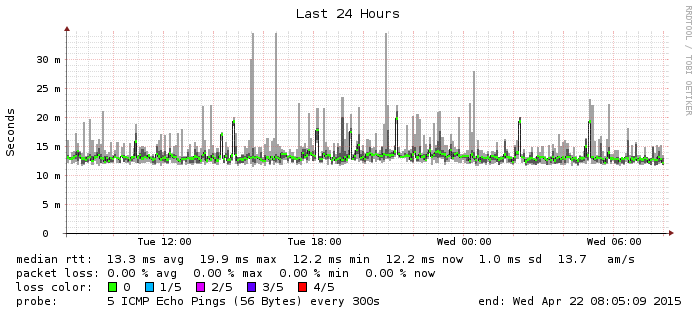 Last 24 Hours
RRDTOOL / TOBI OETIKER
Seconds
30 m
25 m
20 m
15 m
10 m
5 m
0
Tue 12:00 Tue 18:00 Wed 00:00 Wed 06:00
median rtt: 13.3 ms avg 19.9 ms max 12.2 ms min 12.2 ms now 1.0 ms sd 13.7 am/s
packet loss: 0.00 % avg 0.00 % max 0.00 % min 0.00 % now
loss color: 0 1/5 2/5 3/5 4/5
probe: 5 ICMP Echo Pings (56 Bytes) every 300s end: Wed Apr 22 08:05:09 2015